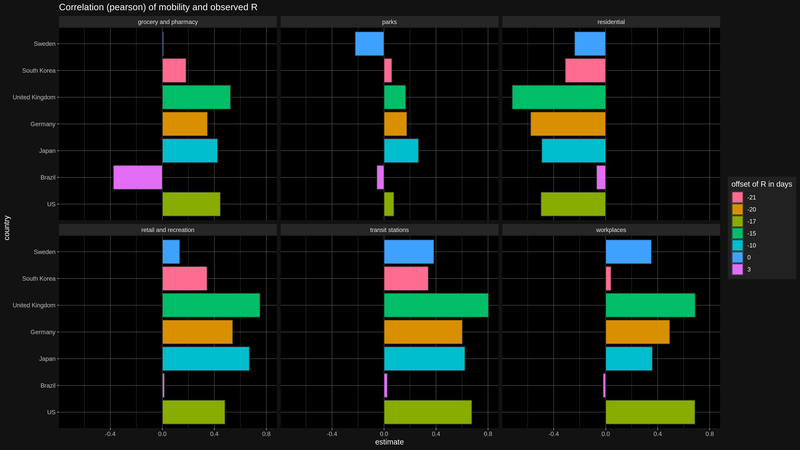 Correlation (pearson) of mobility and observed R
grocery and pharmacy
parks
residential
Sweden
South Korea
United Kingdom
Germany
Japan
Brazil
US
country
retail and recreation
transit stations
workplaces
Sweden
South Korea
United Kingdom
Germany
Japan
Brazil
US
-0.4 0.0 0.4 0.8
-0.4 0.0 0.4 0.8
-0.4 0.0 0.4 0.8
estimate
offset of R in days
-21
-20
-17
-15
-10
0
3